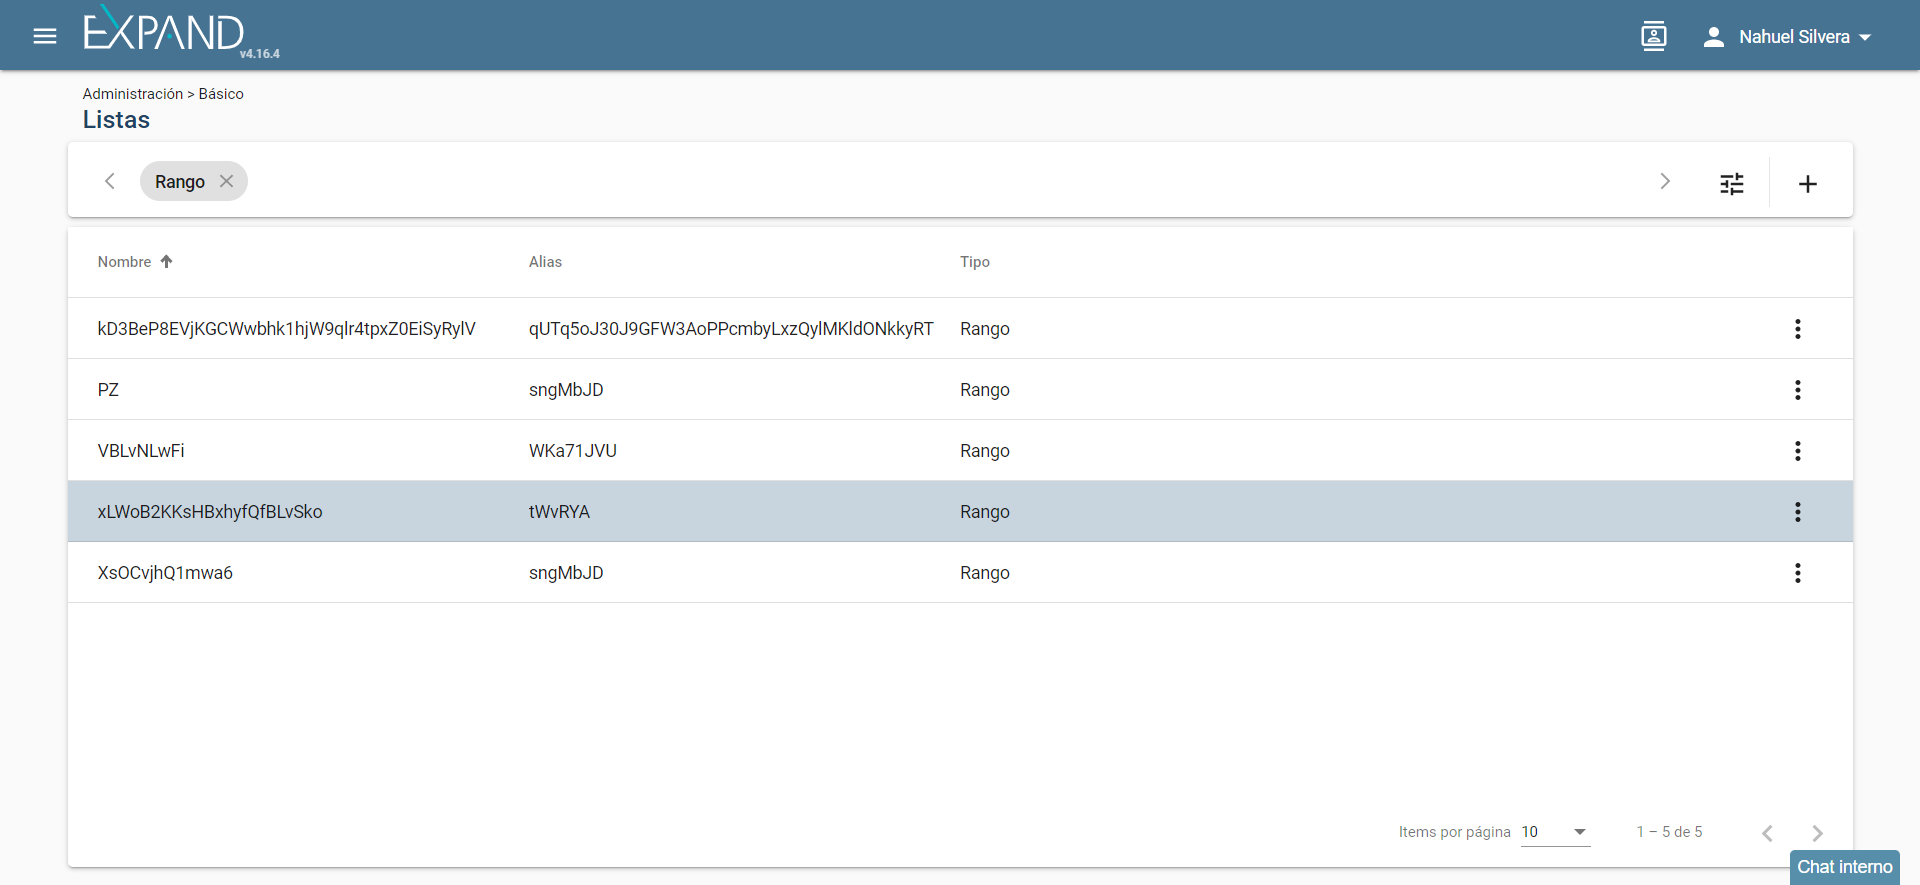 EXPAND
v4.16.4
Nahuel Silvera
Administración > Básico
Listas
Rango
Nombre Alias Tipo
kD3BeP8EVjKGCWwbhk1hjW9qlr4tpxZ0EiSyRylV qUTq5oJ30J9GFW3AoPPcmbyLxzQylMKldONkkyRT Rango
PZ sngMbJD Rango
VBLvNLwFi WKa71JVU Rango
xLWoB2KKsHBxhyfQfBLvSko tWvRYA Rango
XsOCvjhQ1mwa6 sngMbJD Rango
Items por página 10 1 – 5 de 5
Chat interno